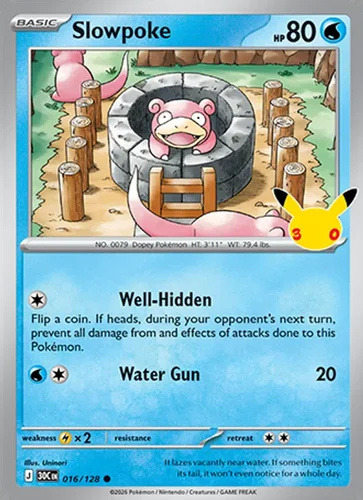 BASIC Slowpoke HP 80
NO. 0079 Dopey Pokémon HT: 3'11" WT: 79.4 lbs.
30
Well-Hidden
Flip a coin. If heads, during your opponent's next turn,
prevent all damage from and effects of attacks done to this
Pokémon.
Water Gun 20
weakness ×2 resistance retreat
Illus. Uninori
J 30C EN 016/128
It lazes vacantly near water. If something bites
its tail, it won't even notice for a whole day.
©2026 Pokémon / Nintendo / Creatures / GAME FREAK